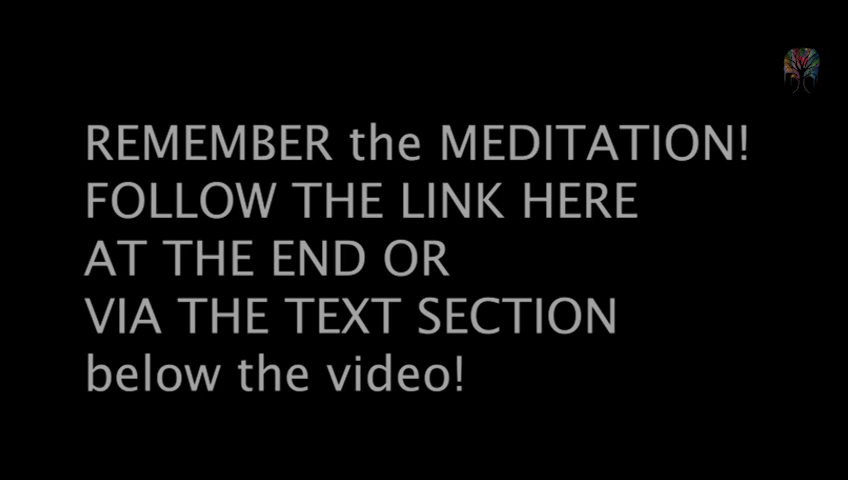 REMEMBER the MEDITATION!
FOLLOW THE LINK HERE
AT THE END OR
VIA THE TEXT SECTION
below the video!